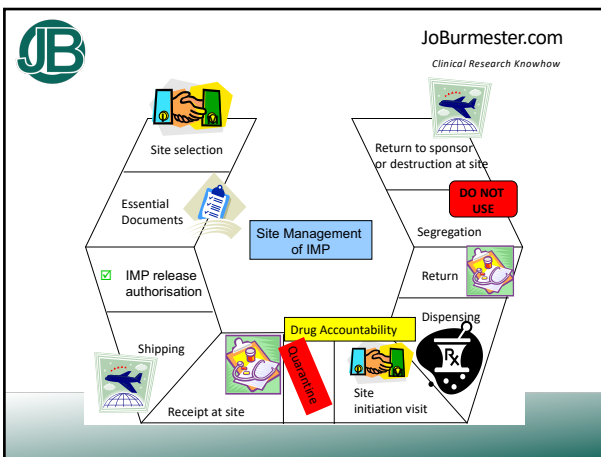 JB
JoBurmester.com
Clinical Research Knowhow
Site selection
Essential
Documents
☑ IMP release
authorisation
Shipping
Receipt at site
Quarantine
Drug Accountability
Site
initiation visit
Dispensing
Rx
Return
Segregation
DO NOT
USE
Return to sponsor
or destruction at site
Site Management
of IMP